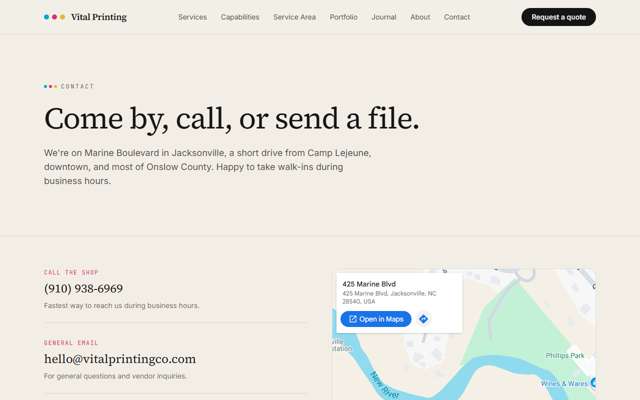 Vital Printing
Services
Capabilities
Service Area
Portfolio
Journal
About
Contact
Request a quote
CONTACT
Come by, call, or send a file.
We're on Marine Boulevard in Jacksonville, a short drive from Camp Lejeune,
downtown, and most of Onslow County. Happy to take walk-ins during
business hours.
CALL THE SHOP
(910) 938-6969
Fastest way to reach us during business hours.
GENERAL EMAIL
hello@vitalprintingco.com
For general questions and vendor inquiries.
425 Marine Blvd
425 Marine Blvd, Jacksonville, NC
28540, USA
Open in Maps
New River
Phillips Park
Wines & Wares